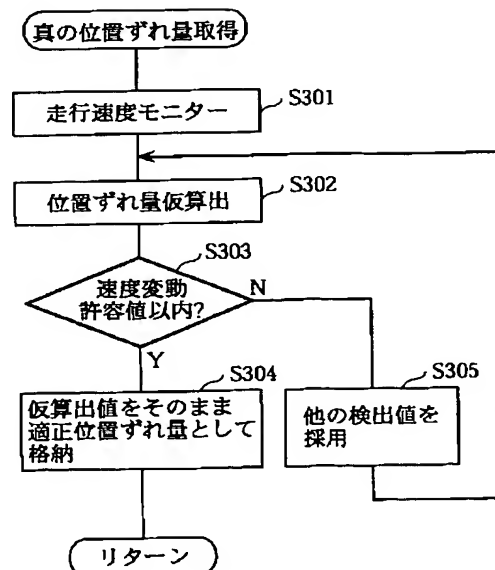 真の位置ずれ量取得
走行速度モニター
S301
位置ずれ量仮算出
S302
S303
速度変動
許容値以内?
N
Y
S304
仮算出値をそのまま
適正位置ずれ量として
格納
S305
他の検出値を
採用
リターン